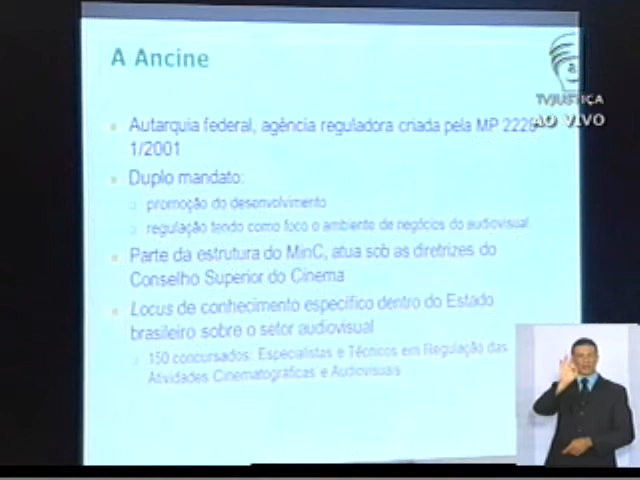 A Ancine
TVJUSTIÇA
AO VIVO
Autarquia federal, agência reguladora criada pela MP 2228-
1/2001
Duplo mandato:
promoção do desenvolvimento
regulação tendo como foco o ambiente de negócios do audiovisual
Parte da estrutura do MinC, atua sob as diretrizes do
Conselho Superior do Cinema
Locus de conhecimento específico dentro do Estado
brasileiro sobre o setor audiovisual
150 concursados: Especialistas e Técnicos em Regulação das
Atividades Cinematográficas e Audiovisuais